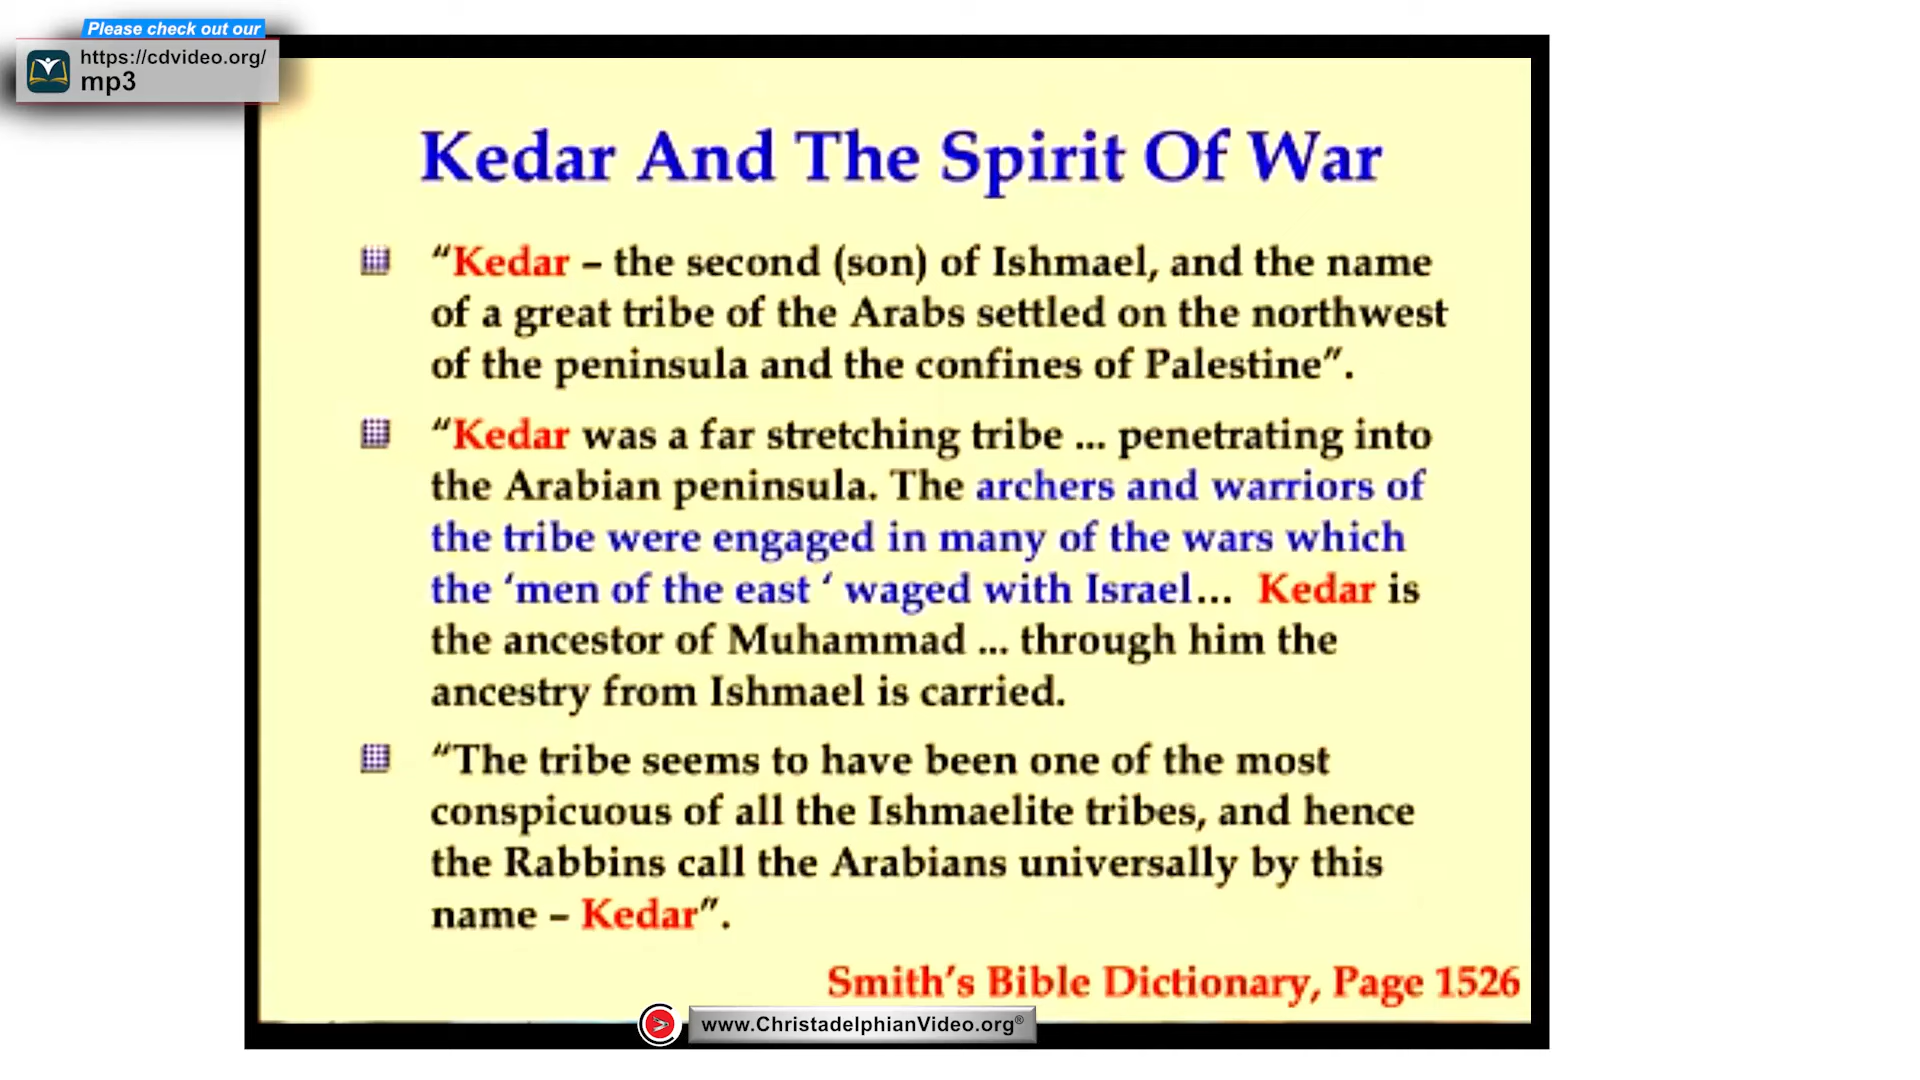 Please check out our
https://cdvideo.org/
mp3
Kedar And The Spirit Of War
“Kedar – the second (son) of Ishmael, and the name
of a great tribe of the Arabs settled on the northwest
of the peninsula and the confines of Palestine”.
“Kedar was a far stretching tribe ... penetrating into
the Arabian peninsula. The archers and warriors of
the tribe were engaged in many of the wars which
the ‘men of the east ‘ waged with Israel... Kedar is
the ancestor of Muhammad ... through him the
ancestry from Ishmael is carried.
“The tribe seems to have been one of the most
conspicuous of all the Ishmaelite tribes, and hence
the Rabbins call the Arabians universally by this
name – Kedar”.
Smith’s Bible Dictionary, Page 1526
www.ChristadelphianVideo.org®